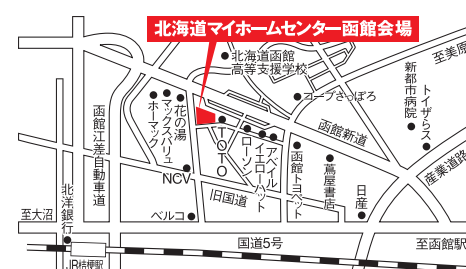 北海道マイホームセンター函館会場
北海道函館
高等支援学校
至美原
コープさっぽろ
新都市病院
トイザらス
函館新道
産業道路
花の湯
マックスバリュ
ホーマック
函館江差自動車道
TOTO
ローソン
イエローハット
アベイル
函館トヨペット
蔦屋書店
日産
NCV
旧国道
北洋銀行
至大沼
ベルコ
国道5号
至函館駅
JR桔梗駅